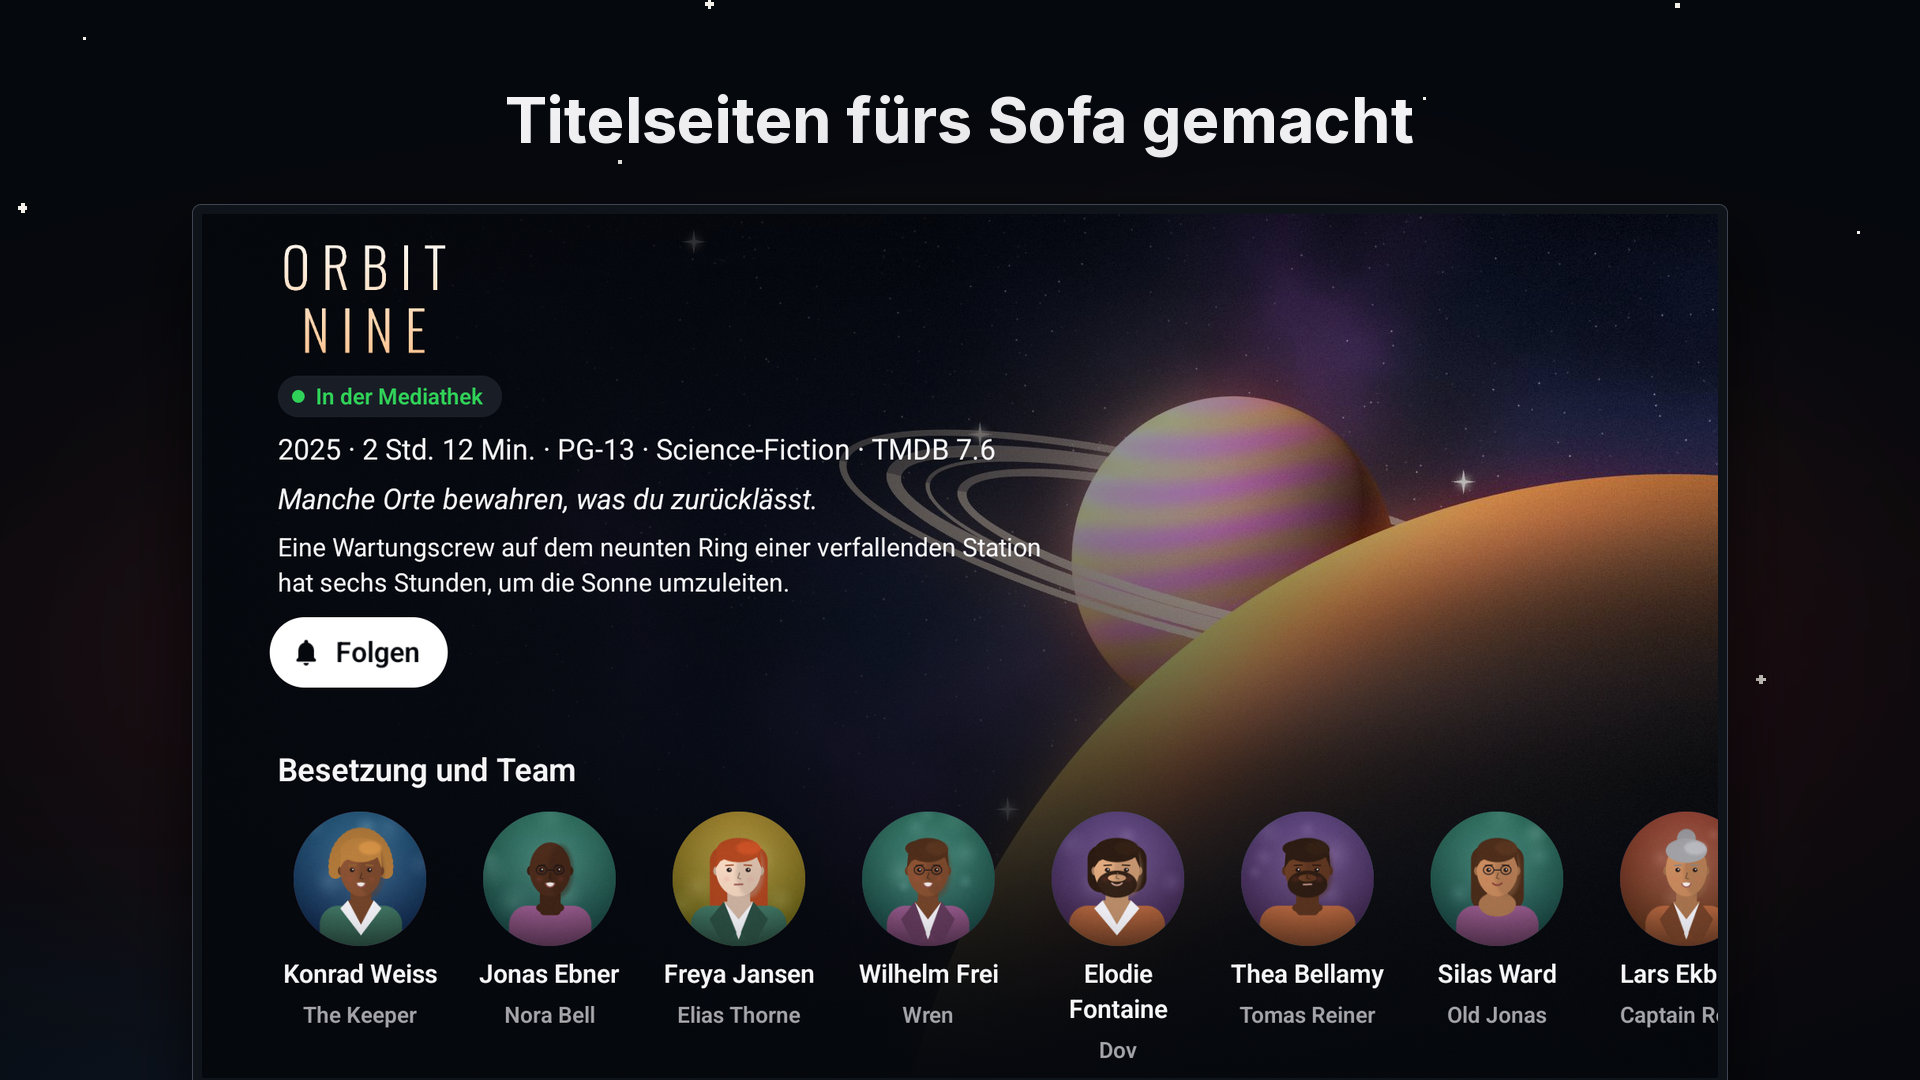 Titelseiten fürs Sofa gemacht
ORBIT
NINE
In der Mediathek
2025 · 2 Std. 12 Min. · PG-13 · Science-Fiction · TMDB 7.6
Manche Orte bewahren, was du zurücklässt.
Eine Wartungscrew auf dem neunten Ring einer verfallenden Station
hat sechs Stunden, um die Sonne umzuleiten.
Folgen
Besetzung und Team
Konrad Weiss
The Keeper
Jonas Ebner
Nora Bell
Freya Jansen
Elias Thorne
Wilhelm Frei
Wren
Elodie
Fontaine
Dov
Thea Bellamy
Tomas Reiner
Silas Ward
Old Jonas
Lars
Captain